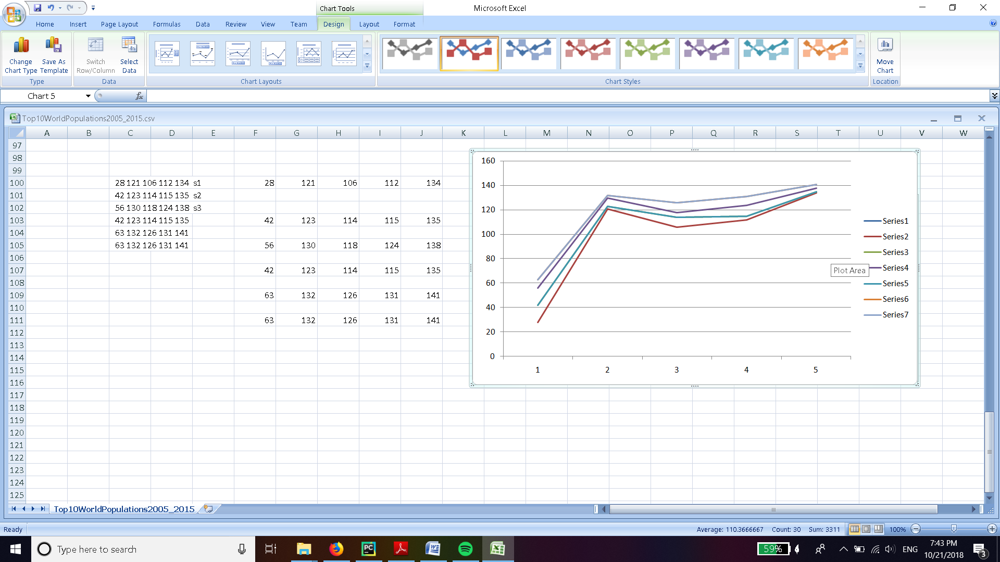 Chart Tools
Microsoft Excel
Home Insert Page Layout Formulas Data Review View Team Design Layout Format
Change Chart Type
Save As Template
Switch Row/Column
Select Data
Move Chart
Type Data Chart Layouts Chart Styles Location
Chart 5 fx
Top10WorldPopulations2005_2015.csv
A B C D E F G H I J K L M N O P Q R S T U V W
97
98
99
100 28 121 106 112 134 s1 28 121 106 112 134
101 42 123 114 115 135 s2
102 56 130 118 124 138 s3
103 42 123 114 115 135 42 123 114 115 135
104 63 132 126 131 141
105 63 132 126 131 141 56 130 118 124 138
106
107 42 123 114 115 135
108
109 63 132 126 131 141
110
111 63 132 126 131 141
112
113
114
115
116
117
118
119
120
121
122
123
124
125
160
140
120
100
80
60
40
20
0
1 2 3 4 5
Series1
Series2
Series3
Series4
Series5
Series6
Series7
Plot Area
Top10WorldPopulations2005_2015
Ready Average: 110.3666667 Count: 30 Sum: 3311 100%
Type here to search
PC
59%
ENG
7:43 PM
10/21/2018
3